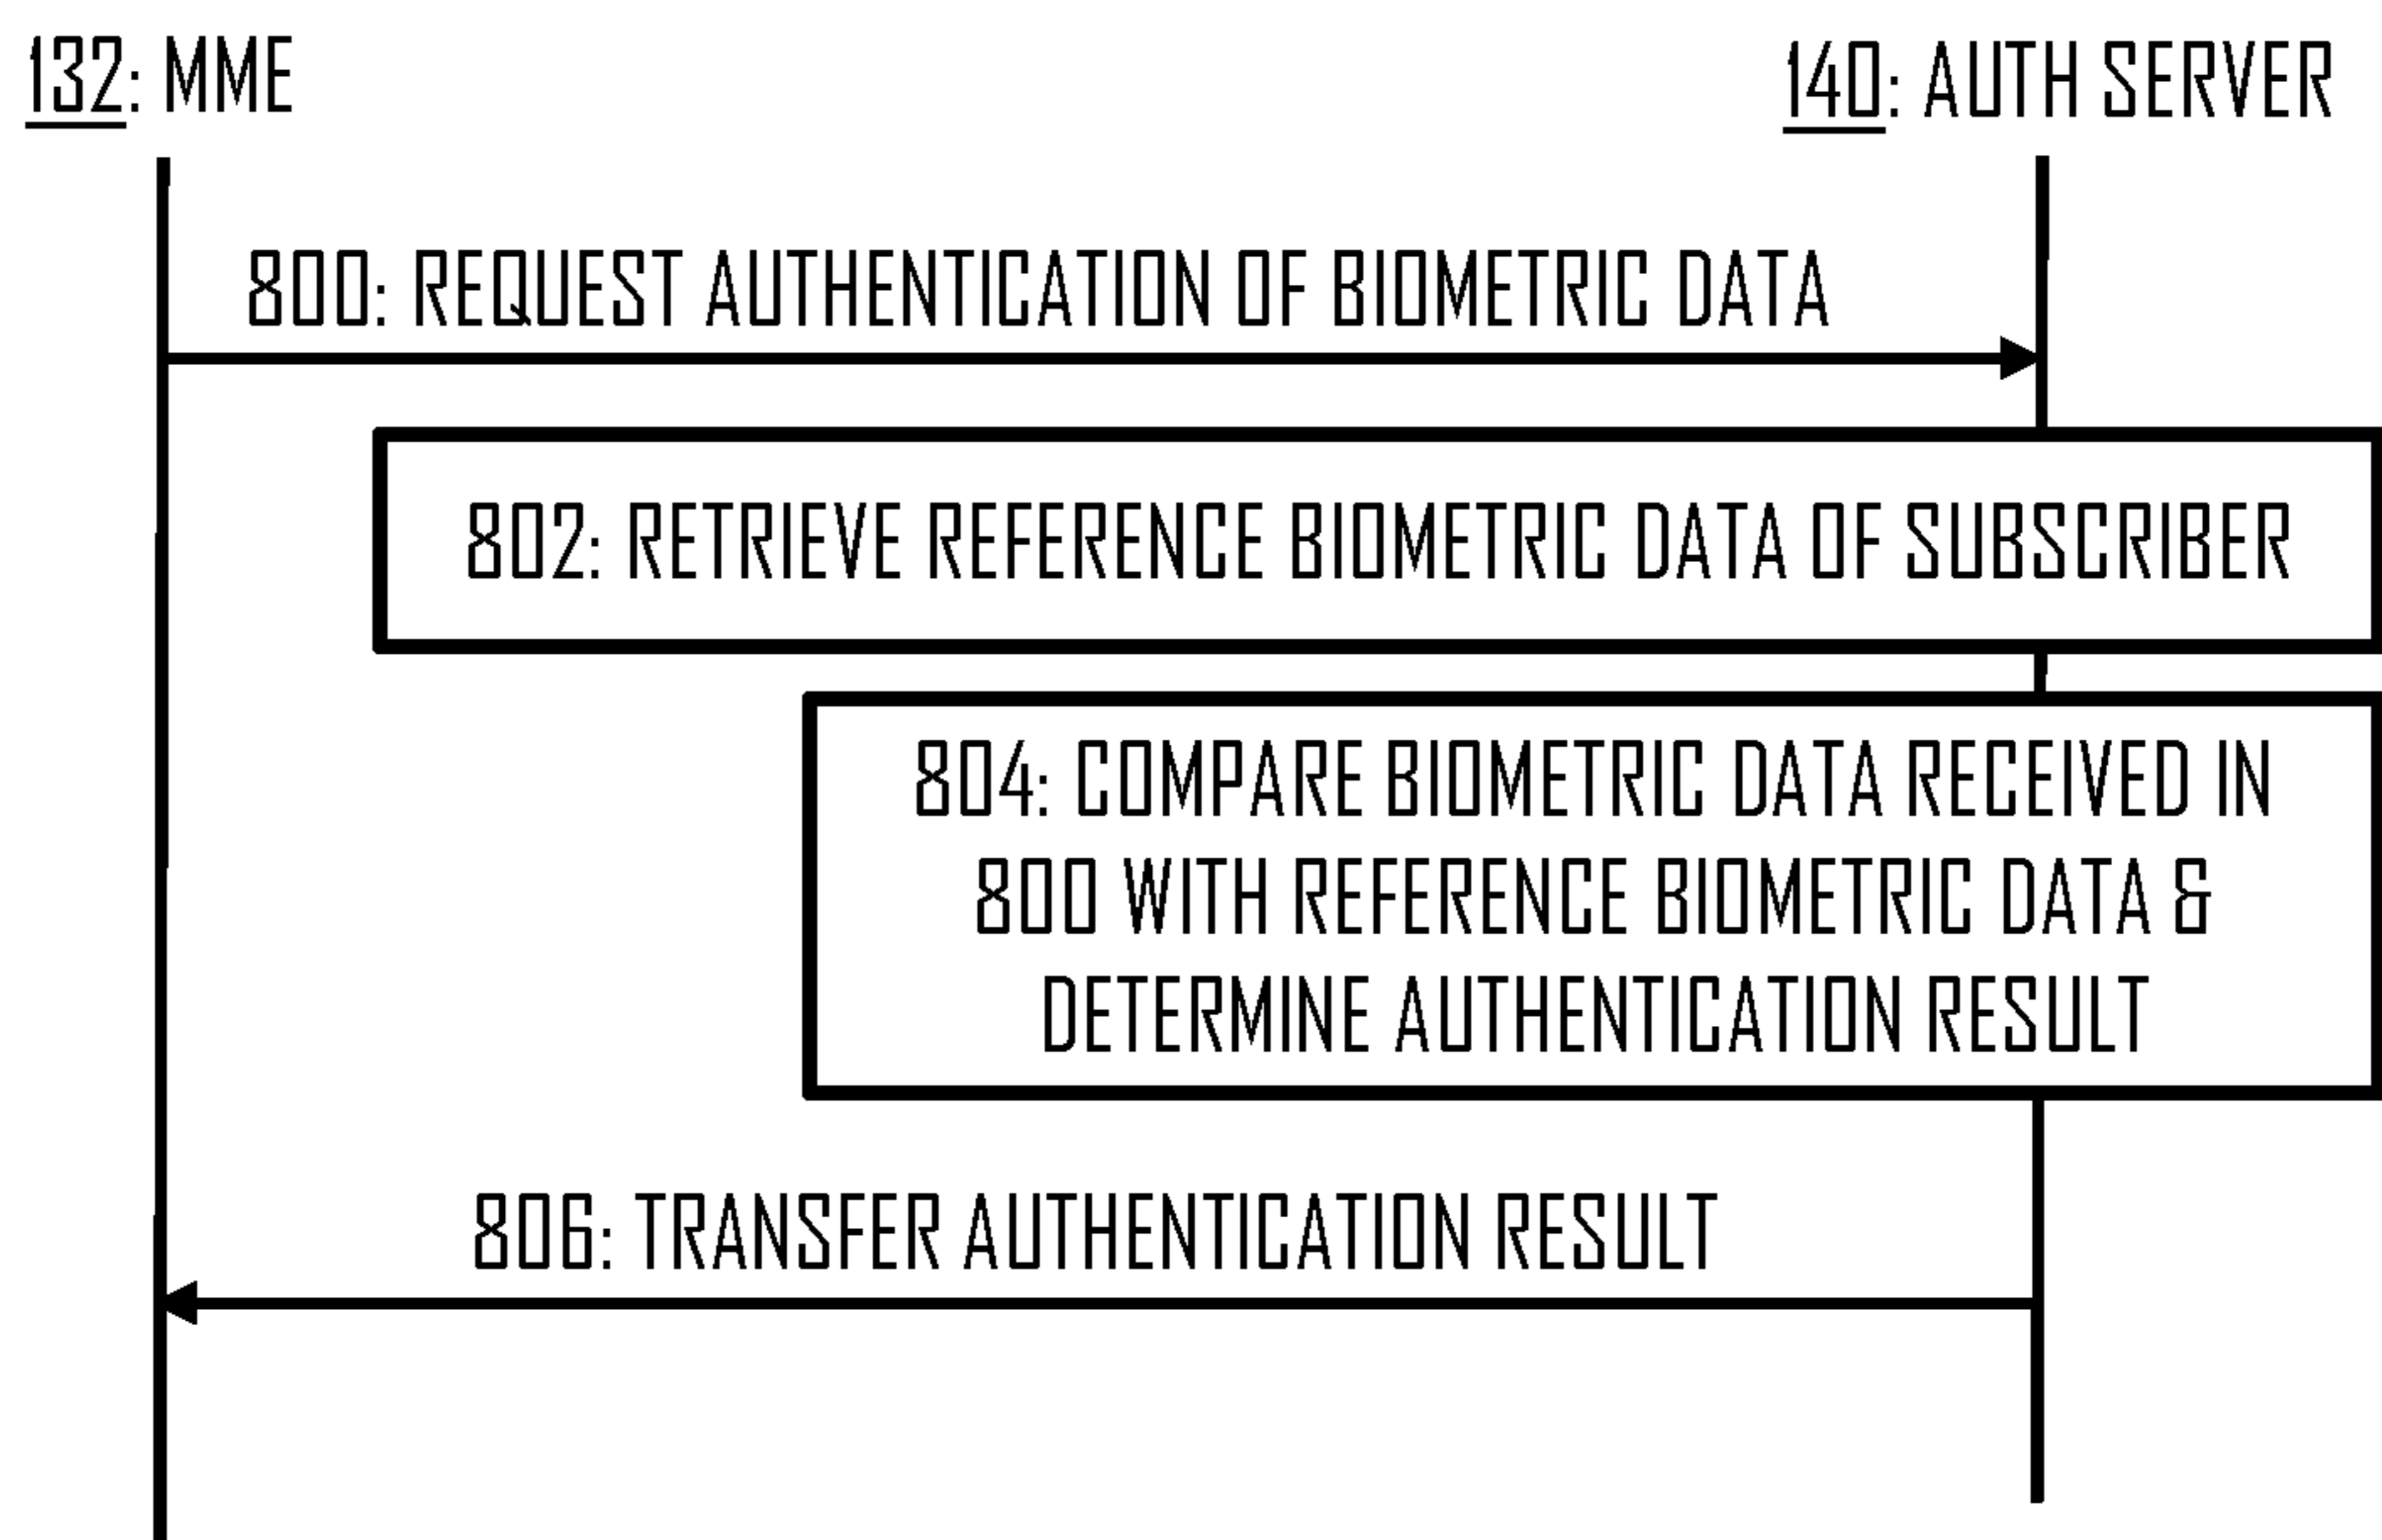 132: MME
140: AUTH SERVER
800: REQUEST AUTHENTICATION OF BIOMETRIC DATA
802: RETRIEVE REFERENCE BIOMETRIC DATA OF SUBSCRIBER
804: COMPARE BIOMETRIC DATA RECEIVED IN
800 WITH REFERENCE BIOMETRIC DATA &
DETERMINE AUTHENTICATION RESULT
806: TRANSFER AUTHENTICATION RESULT